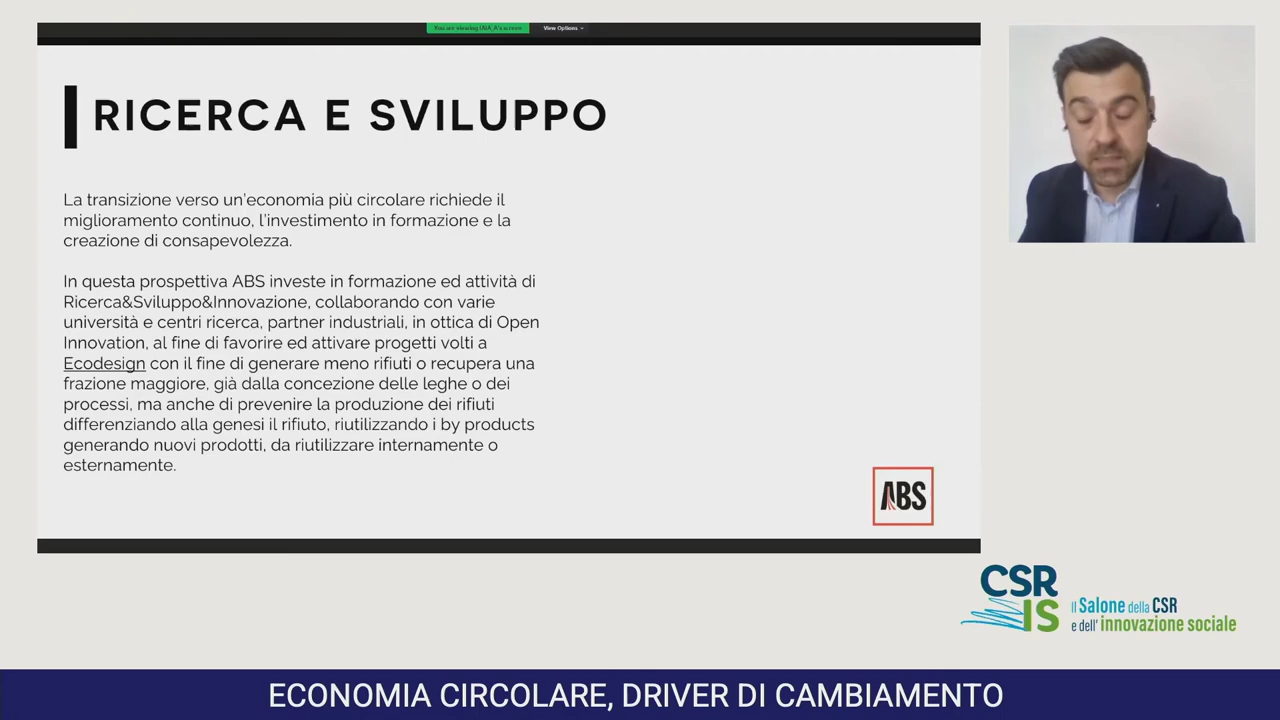 You are viewing UNA_A's screen
View Options
RICERCA E SVILUPPO
La transizione verso un'economia più circolare richiede il
miglioramento continuo, l'investimento in formazione e la
creazione di consapevolezza.
In questa prospettiva ABS investe in formazione ed attività di
Ricerca&Sviluppo&Innovazione, collaborando con varie
università e centri ricerca, partner industriali, in ottica di Open
Innovation, al fine di favorire ed attivare progetti volti a
Ecodesign con il fine di generare meno rifiuti o recupera una
frazione maggiore, già dalla concezione delle leghe o dei
processi, ma anche di prevenire la produzione dei rifiuti
differenziando alla genesi il rifiuto, riutilizzando i by products
generando nuovi prodotti, da riutilizzare internamente o
esternamente.
ABS
CSR
IS
Il Salone della CSR
e dell'innovazione sociale
ECONOMIA CIRCOLARE, DRIVER DI CAMBIAMENTO